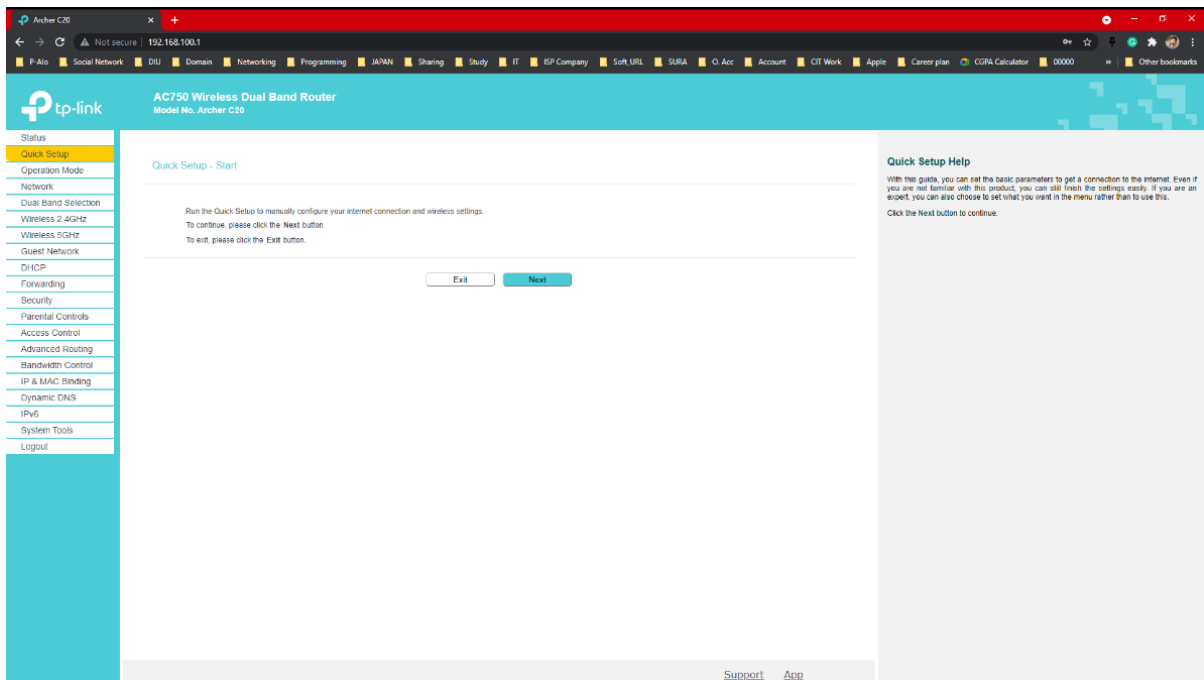 Archer C20
Not secure
192.168.100.1
P-Alo Social Network DIU Domain Networking Programming JAPAN Sharing Study IT ISP Company Soft_URL SURA O. Acc Account CIT Work Apple Career plan CGPA Calculator 00000 » Other bookmarks
tp-link
AC750 Wireless Dual Band Router
Model No. Archer C20
Status
Quick Setup
Operation Mode
Network
Dual Band Selection
Wireless 2.4GHz
Wireless 5GHz
Guest Network
DHCP
Forwarding
Security
Parental Controls
Access Control
Advanced Routing
Bandwidth Control
IP & MAC Binding
Dynamic DNS
IPv6
System Tools
Logout
Quick Setup - Start
Run the Quick Setup to manually configure your internet connection and wireless settings.
To continue, please click the Next button.
To exit, please click the Exit button.
Exit
Next
Quick Setup Help
With this guide, you can set the basic parameters to get a connection to the internet. Even if
you are not familiar with this product, you can still finish the settings easily. If you are an
expert, you can also choose to set what you want in the menu rather than to use this.
Click the Next button to continue.
Support App